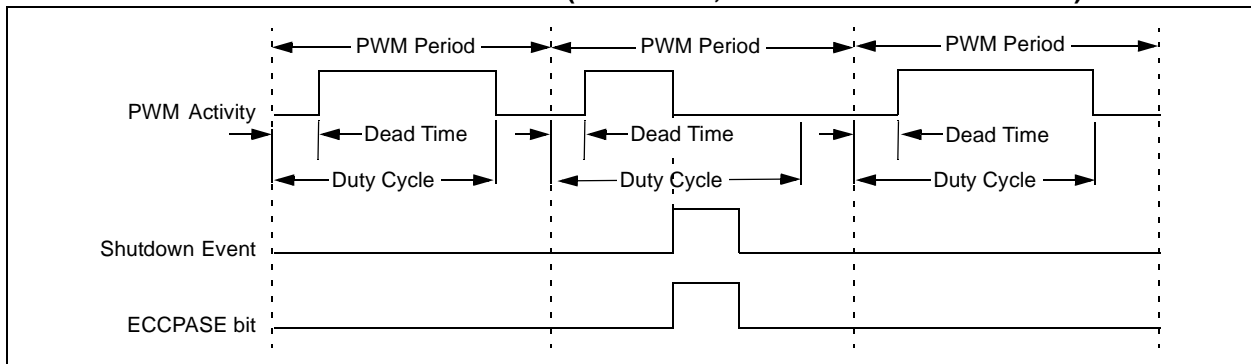 PWM Period PWM Period PWM Period
PWM Activity
Dead Time Dead Time Dead Time
Duty Cycle Duty Cycle Duty Cycle
Shutdown Event
ECCPASE bit